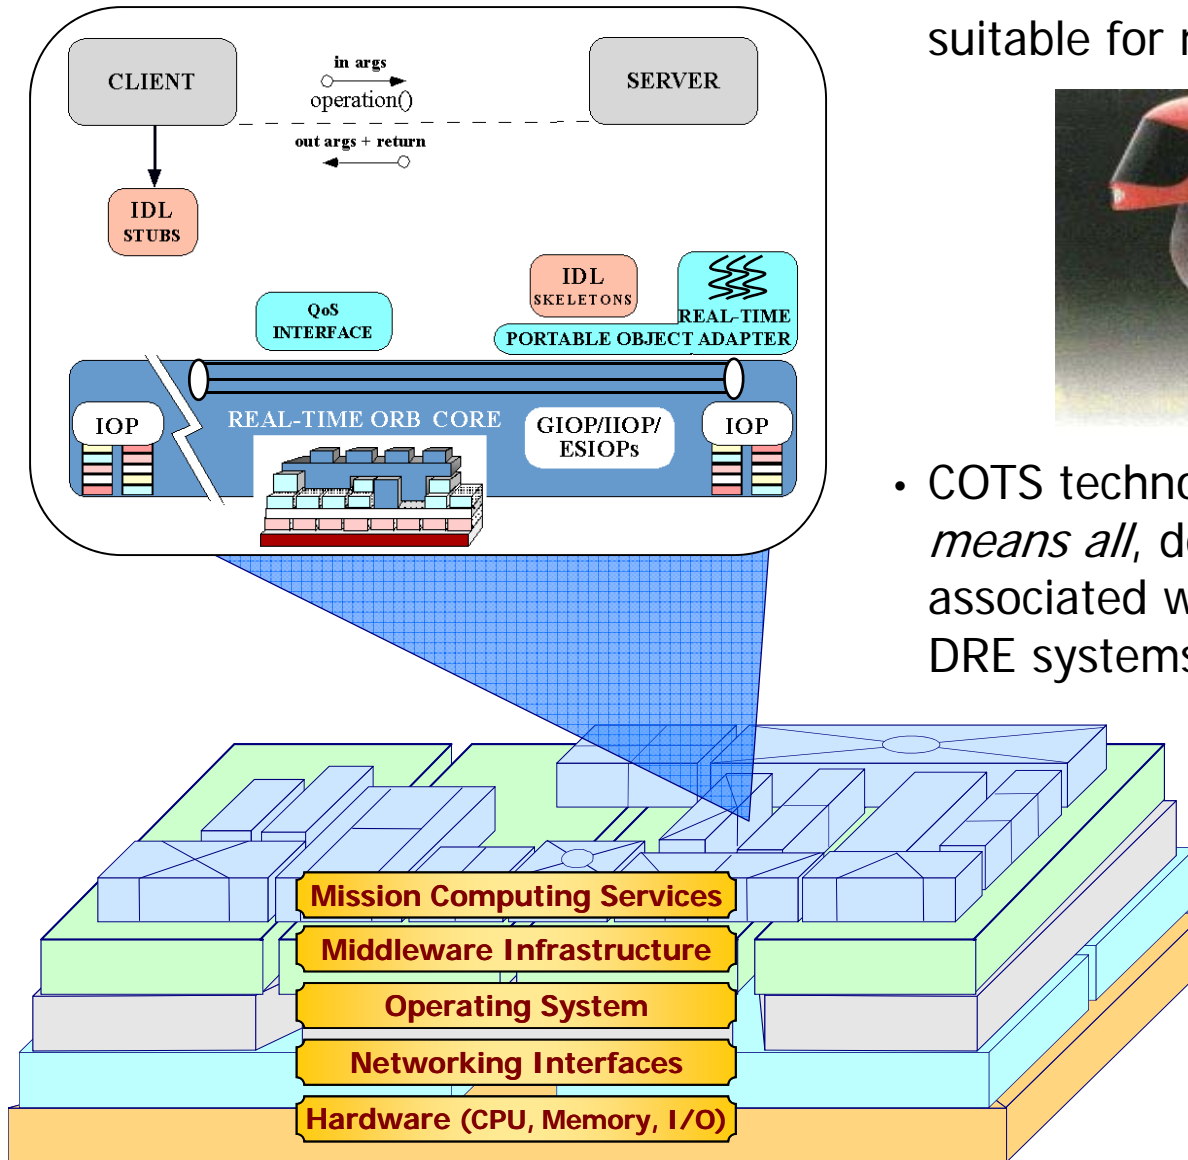 CLIENT
in args
operation()
out args + return
SERVER
IDL
STUBS
IDL
SKELETONS
QoS
INTERFACE
REAL-TIME
PORTABLE OBJECT ADAPTER
IOP
REAL-TIME ORB CORE
GIOP/IIOP/
ESIOPs
IOP
suitable for
• COTS
means all,
associated
DRE systems
Mission Computing Services
Middleware Infrastructure
Operating System
Networking Interfaces
Hardware (CPU, Memory, I/O)